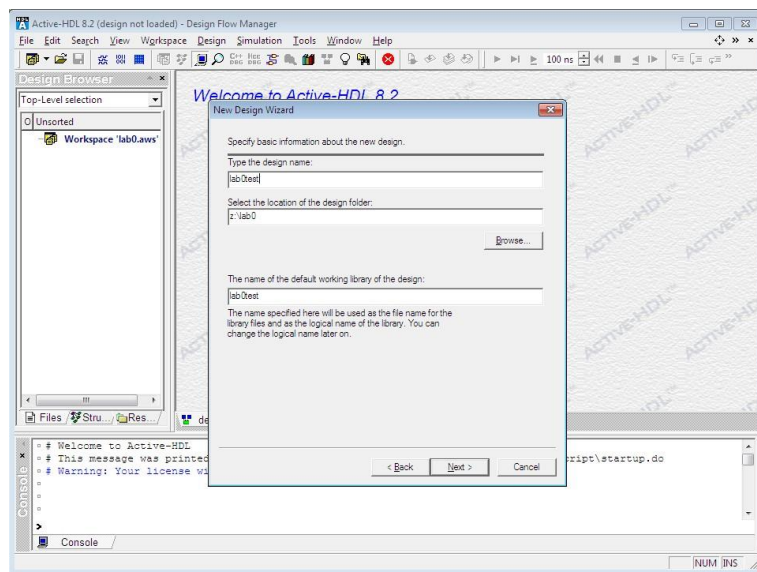 Active-HDL 8.2 (design not loaded) - Design Flow Manager
File Edit Search View Workspace Design Simulation Tools Window Help
100 ns
Design Browser
Top-Level selection
Unsorted
Workspace 'lab0.aws'
Files Stru... Res...
Welcome to Active-HDL 8.2
ACTIVE-HDL™
New Design Wizard
Specify basic information about the new design.
Type the design name:
lab0test
Select the location of the design folder:
z:\lab0
Browse...
The name of the default working library of the design:
lab0test
The name specified here will be used as the file name for the
library files and as the logical name of the library. You can
change the logical name later on.
< Back Next > Cancel
de
# Welcome to Active-HDL
# This message was printed ript\startup.do
# Warning: Your license wi
>
Console
Console
NUM INS